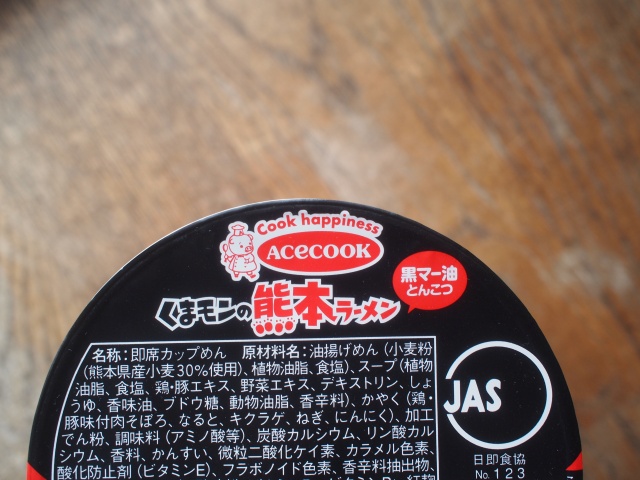 Cook happiness
ACECOOK
くまモンの熊本ラーメン
黒マー油
とんこつ
名称:即席カップめん 原材料名:油揚げめん(小麦粉
(熊本県産小麦30%使用)、植物油脂、食塩)、スープ(植物
油脂、食塩、鶏・豚エキス、野菜エキス、デキストリン、しょ
うゆ、香味油、ブドウ糖、動物油脂、香辛料)、かやく(鶏・
豚味付肉そぼろ、なると、キクラゲ、ねぎ、にんにく)、加工
でん粉、調味料(アミノ酸等)、炭酸カルシウム、リン酸カル
シウム、香料、かんすい、微粒二酸化ケイ素、カラメル色素、
酸化防止剤(ビタミンE)、フラボノイド色素、香辛料抽出物、
JAS
日即食協
No.123